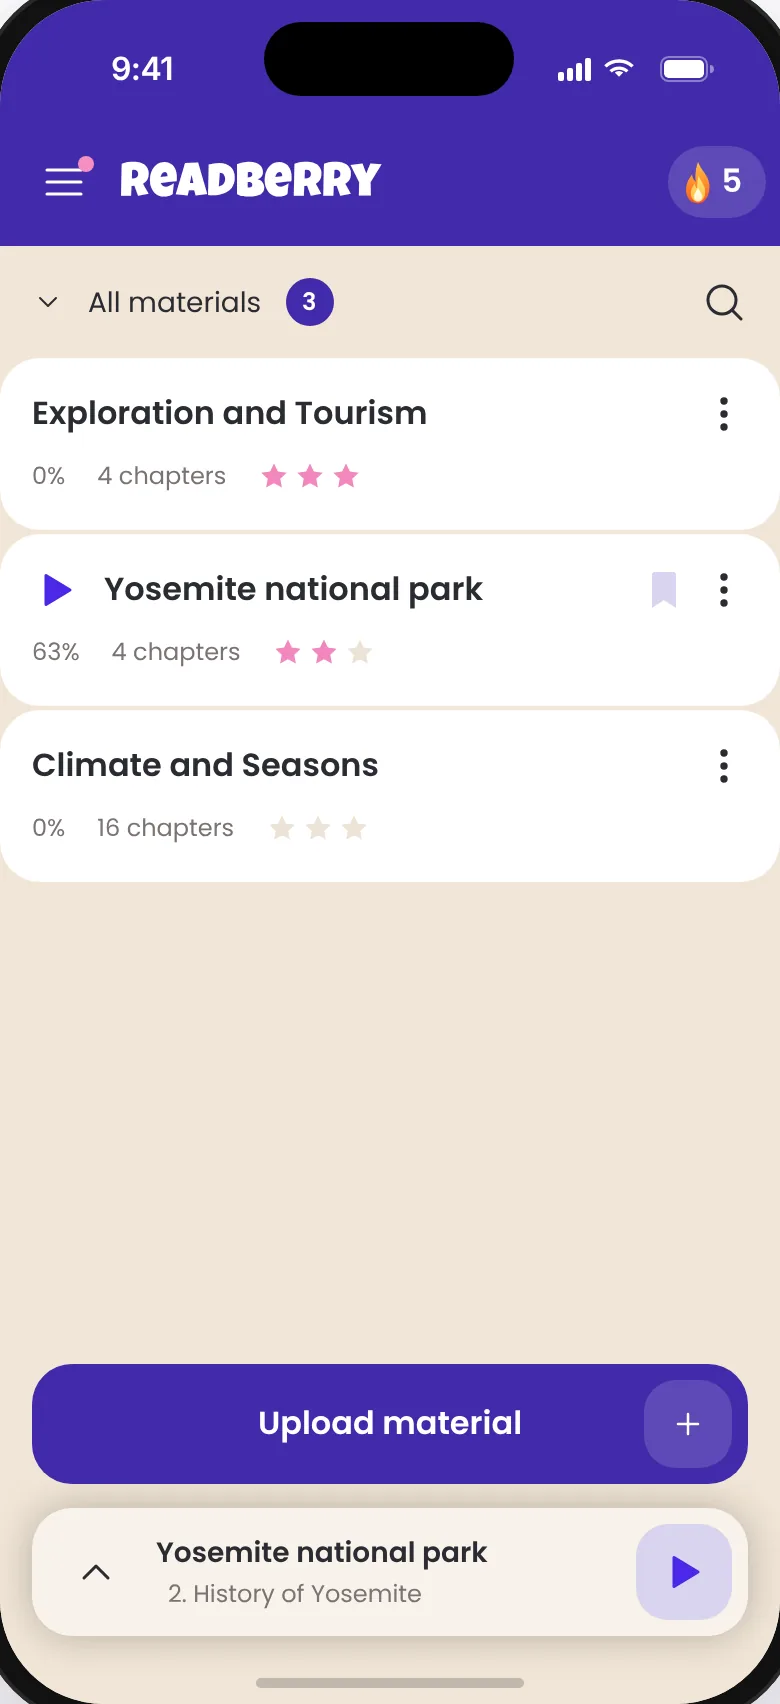 9:41
ReadBerry
5
All materials 3
Exploration and Tourism
0% 4 chapters
Yosemite national park
63% 4 chapters
Climate and Seasons
0% 16 chapters
Upload material
Yosemite national park
2. History of Yosemite